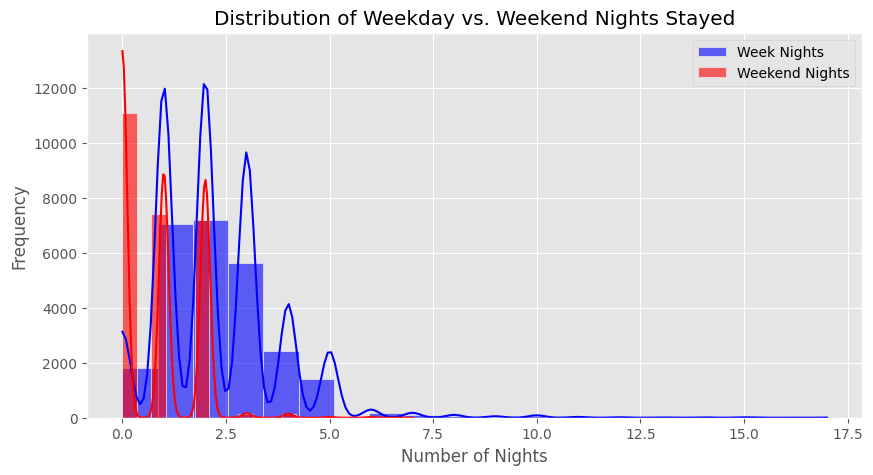 Distribution of Weekday vs. Weekend Nights Stayed
Week Nights
Weekend Nights
12000
10000
8000
6000
4000
2000
0
Frequency
0.0 2.5 5.0 7.5 10.0 12.5 15.0 17.5
Number of Nights